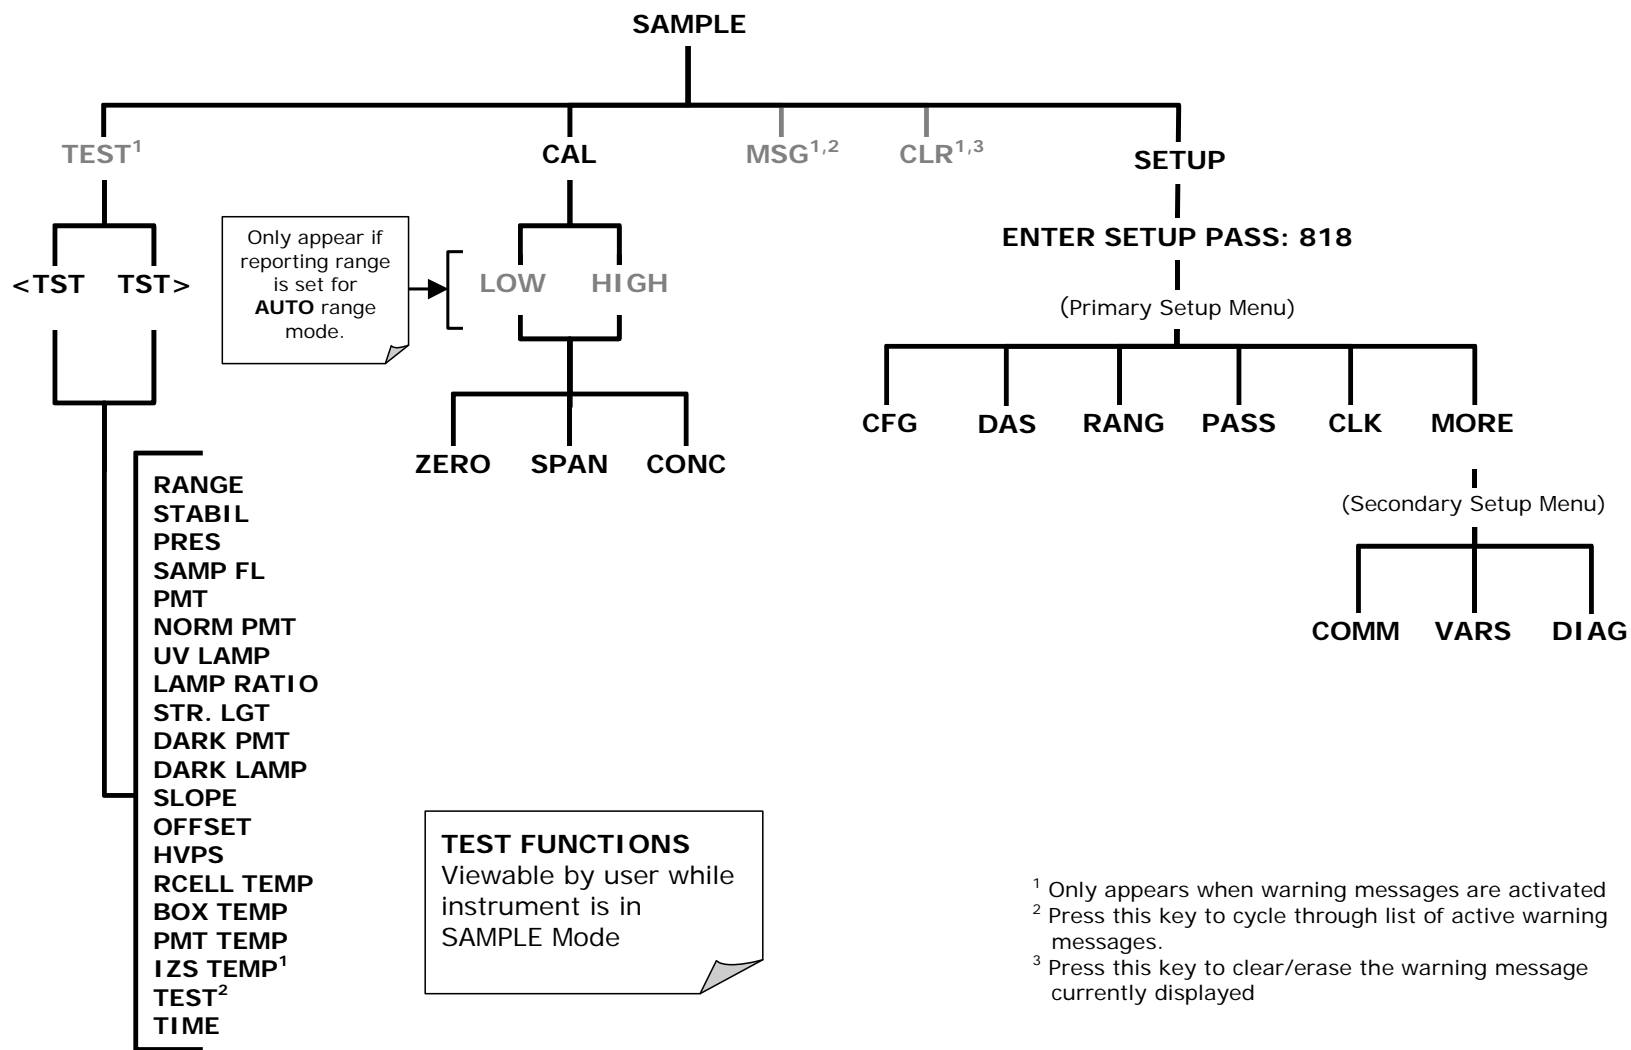 SAMPLE
TEST¹
CAL
MSG¹,²
CLR¹,³
SETUP
<TST TST>
Only appear if
reporting range
is set for
AUTO range
mode.
LOW HIGH
ZERO SPAN CONC
ENTER SETUP PASS: 818
(Primary Setup Menu)
CFG DAS RANG PASS CLK MORE
(Secondary Setup Menu)
COMM VARS DIAG
RANGE
STABIL
PRES
SAMP FL
PMT
NORM PMT
UV LAMP
LAMP RATIO
STR. LGT
DARK PMT
DARK LAMP
SLOPE
OFFSET
HVPS
RCELL TEMP
BOX TEMP
PMT TEMP
IZS TEMP¹
TEST²
TIME
TEST FUNCTIONS
Viewable by user while
instrument is in
SAMPLE Mode
¹ Only appears when warning messages are activated
² Press this key to cycle through list of active warning
messages.
³ Press this key to clear/erase the warning message
currently displayed